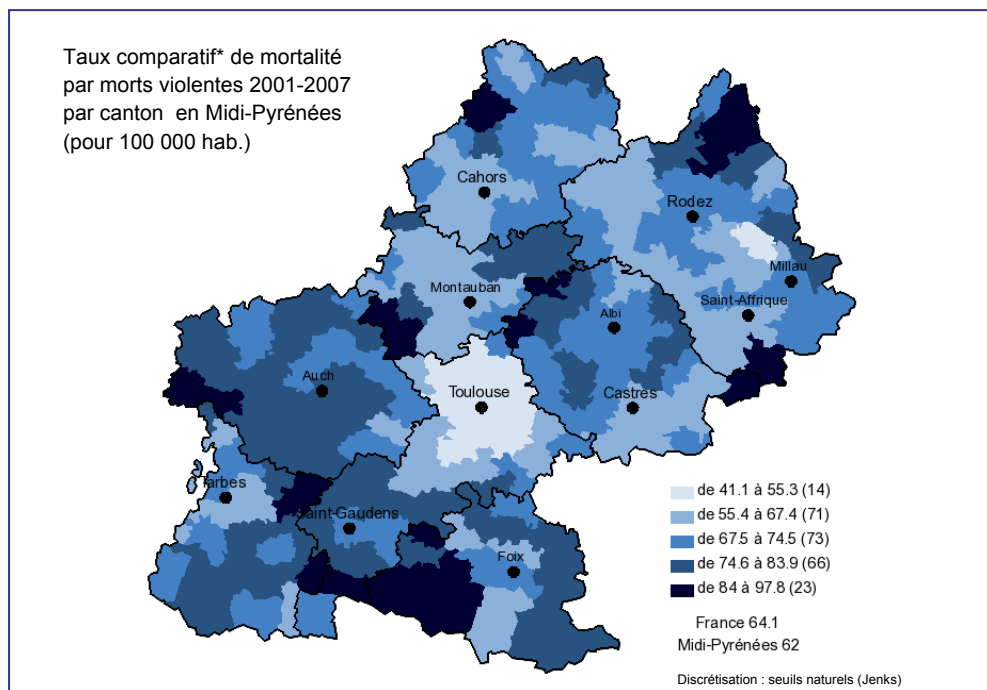 Taux comparatif* de mortalité
par morts violentes 2001-2007
par canton en Midi-Pyrénées
(pour 100 000 hab.)
Cahors
Rodez
Millau
Montauban
Saint-Affrique
Albi
Auch
Toulouse
Castres
Tarbes
Saint-Gaudens
Foix
de 41.1 à 55.3 (14)
de 55.4 à 67.4 (71)
de 67.5 à 74.5 (73)
de 74.6 à 83.9 (66)
de 84 à 97.8 (23)
France 64.1
Midi-Pyrénées 62
Discrétisation : seuils naturels (Jenks)